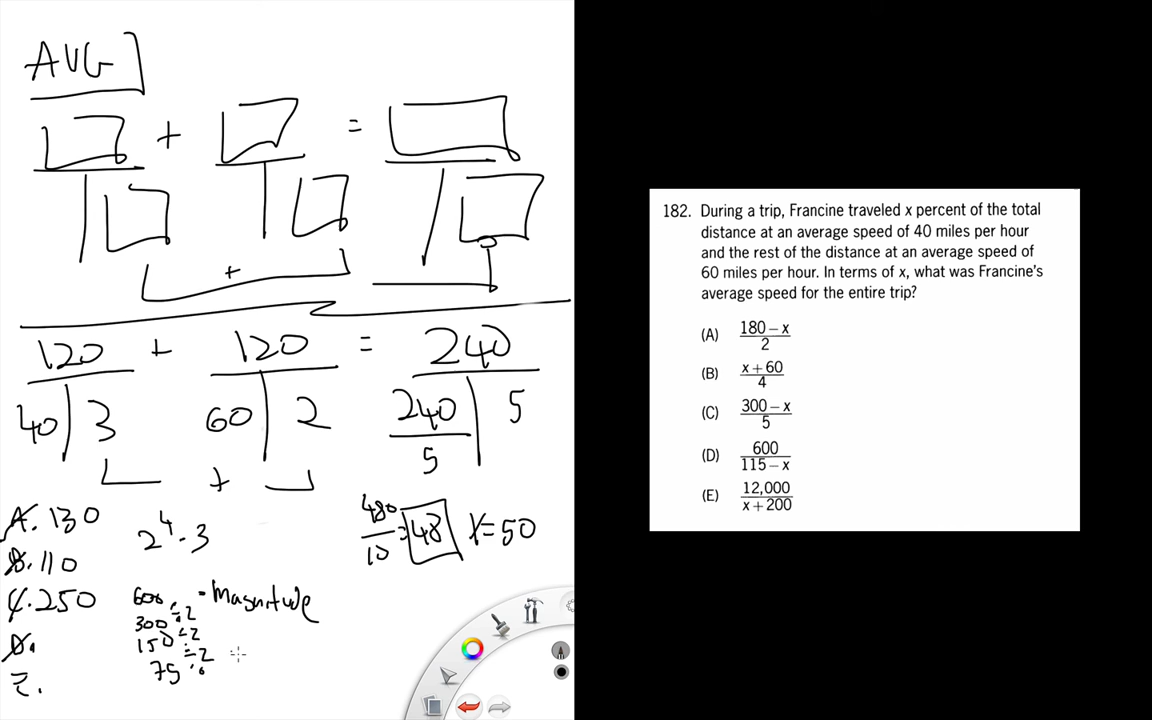 AVG
+ =
+
120 + 120 = 240
40 3 60 2 240 5
5
+
A. 130
B. 110
C. 250
D.
E.
2^4 · 3
480
10 = 48 x=50
600 ÷2
300 ÷2
150 ÷2
75
- Magnitude
182. During a trip, Francine traveled x percent of the total
distance at an average speed of 40 miles per hour
and the rest of the distance at an average speed of
60 miles per hour. In terms of x, what was Francine's
average speed for the entire trip?
(A) 180 – x
2
(B) x + 60
4
(C) 300 – x
5
(D) 600
115 – x
(E) 12,000
x + 200